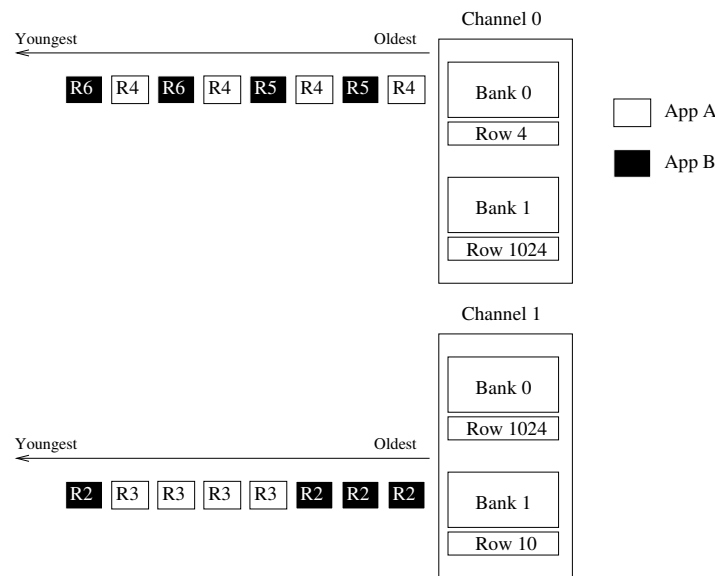 Channel 0
Youngest Oldest
R6 R4 R6 R4 R5 R4 R5 R4
Bank 0
Row 4
Bank 1
Row 1024
App A
App B
Channel 1
Bank 0
Row 1024
Youngest Oldest
R2 R3 R3 R3 R3 R2 R2 R2
Bank 1
Row 10